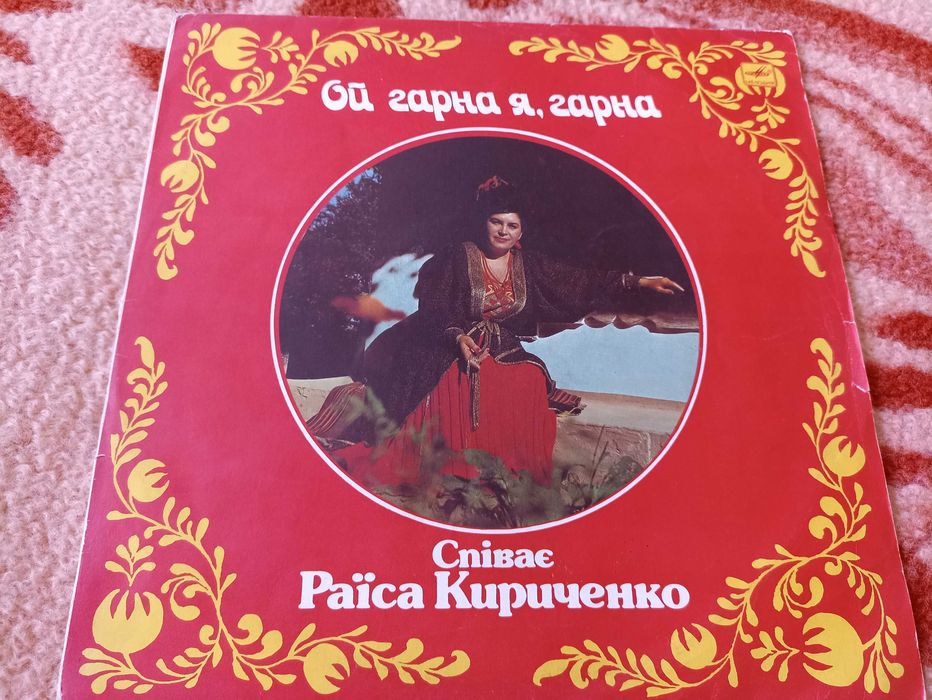 Ой гарна я, гарна
Співає
Раїса Кириченко